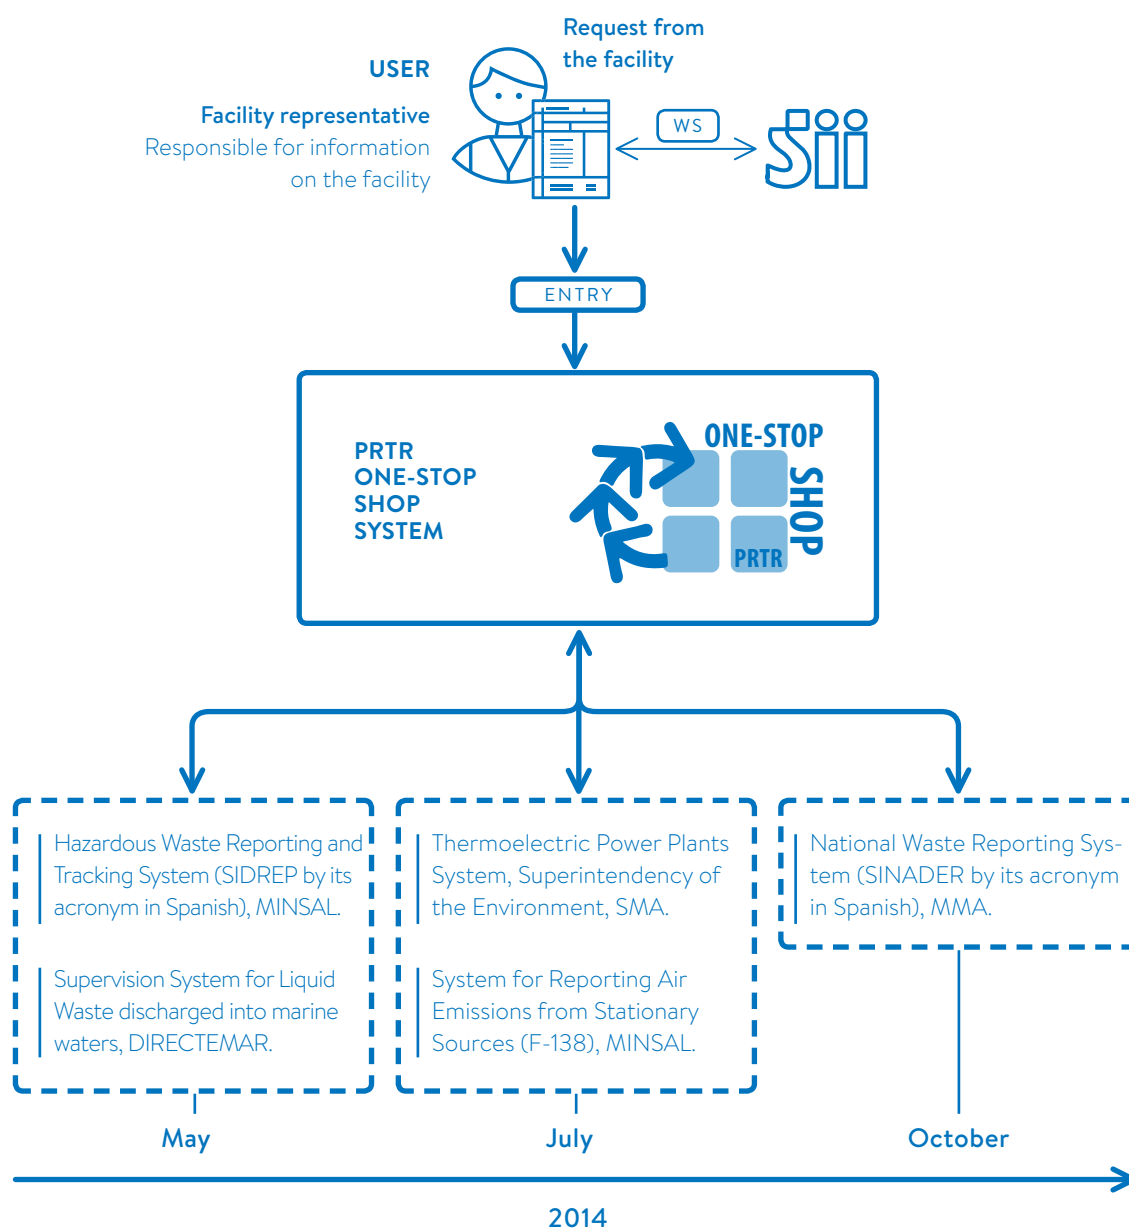 Request from
the facility
USER
Facility representative
Responsible for information
on the facility
WS
Sii
ENTRY
PRTR
ONE-STOP
SHOP
SYSTEM
ONE-STOP
SHOP
PRTR
Hazardous Waste Reporting and
Tracking System (SIDREP by its
acronym in Spanish), MINSAL.
Supervision System for Liquid
Waste discharged into marine
waters, DIRECTEMAR.
Thermoelectric Power Plants
System, Superintendency of
the Environment, SMA.
System for Reporting Air
Emissions from Stationary
Sources (F-138), MINSAL.
National Waste Reporting Sys-
tem (SINADER by its acronym
in Spanish), MMA.
May
July
October
2014